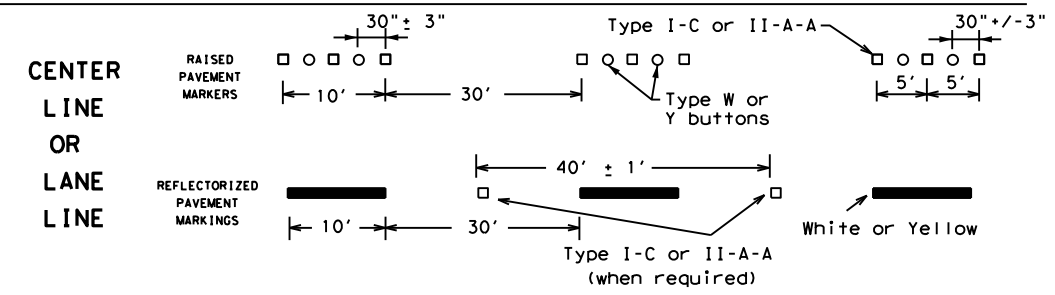 CENTER
LINE
OR
LANE
LINE
RAISED
PAVEMENT
MARKERS
30"± 3"
10'
30'
Type I-C or II-A-A
Type W or
Y buttons
30"+/-3"
5'
5'
REFLECTORIZED
PAVEMENT
MARKINGS
40' ± 1'
10'
30'
Type I-C or II-A-A
(when required)
White or Yellow